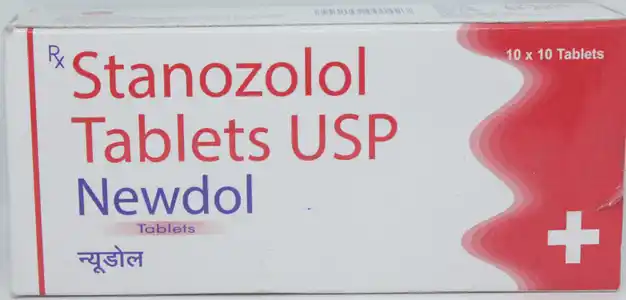 Rx
Stanozolol
Tablets USP
Newdol
Tablets
न्यूडोल
10 x 10 Tablets